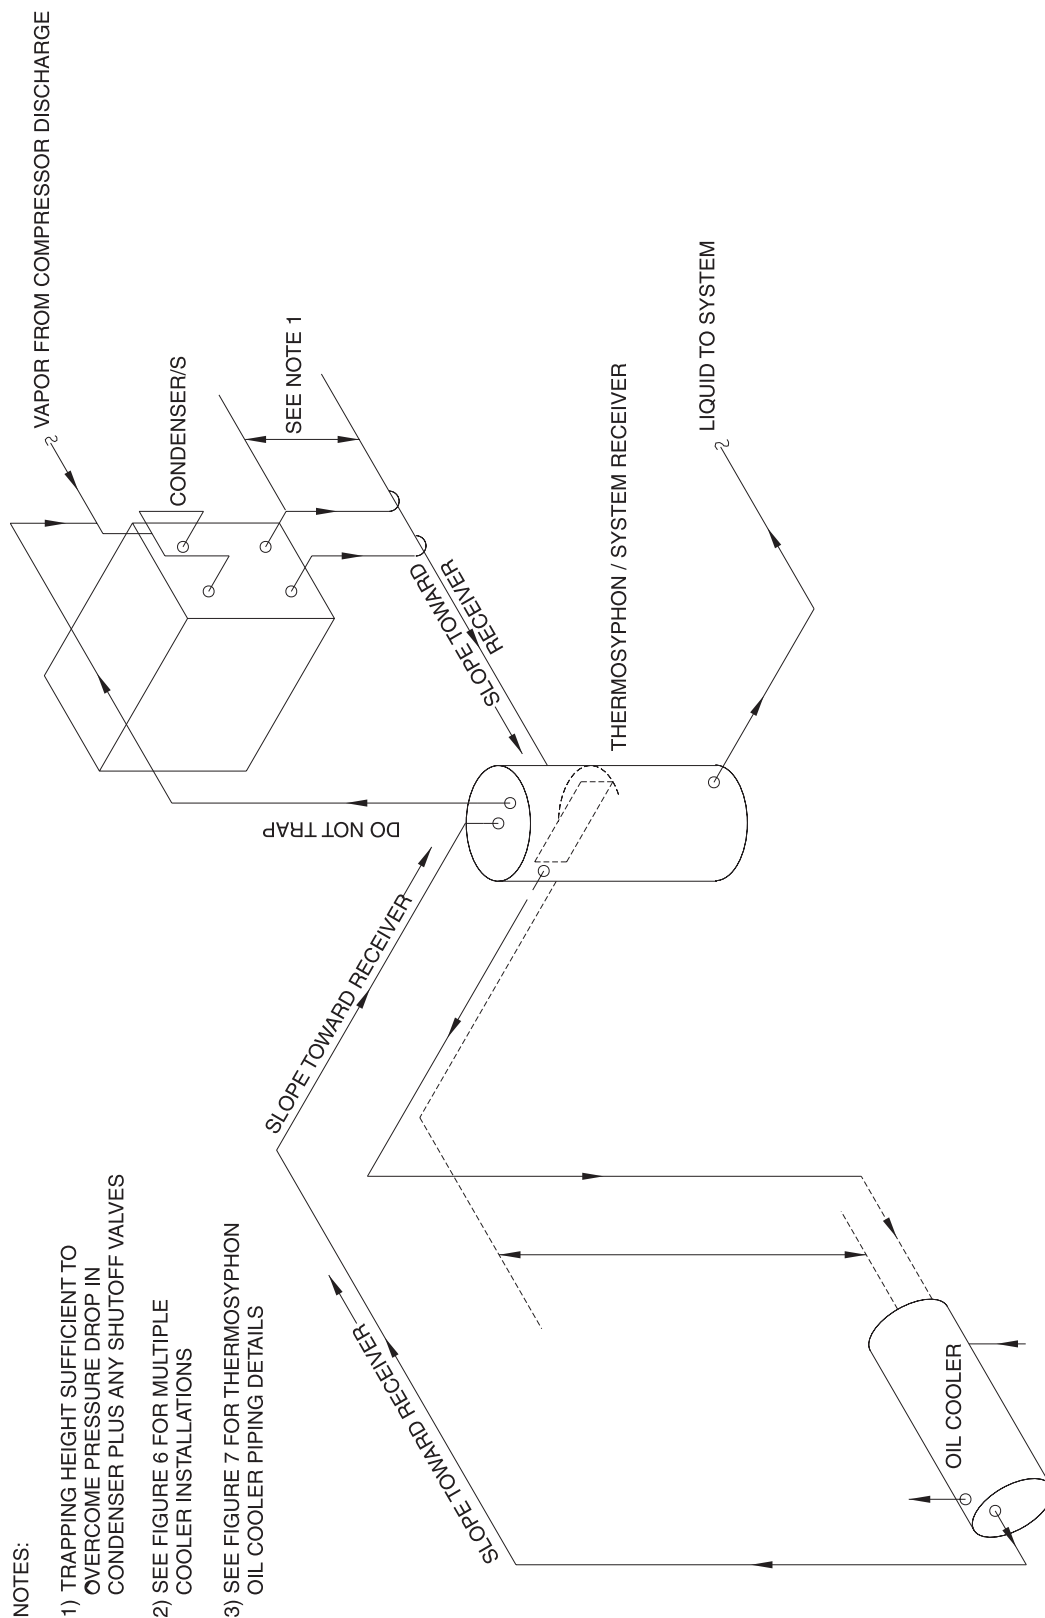 NOTES:
1) TRAPPING HEIGHT SUFFICIENT TO
OVERCOME PRESSURE DROP IN
CONDENSER PLUS ANY SHUTOFF VALVES
2) SEE FIGURE 6 FOR MULTIPLE
COOLER INSTALLATIONS
3) SEE FIGURE 7 FOR THERMOSYPHON
OIL COOLER PIPING DETAILS
VAPOR FROM COMPRESSOR DISCHARGE
CONDENSER/S
SEE NOTE 1
SLOPE TOWARD
RECEIVER
DO NOT TRAP
SLOPE TOWARD RECEIVER
SLOPE TOWARD RECEIVER
THERMOSYPHON / SYSTEM RECEIVER
LIQUID TO SYSTEM
OIL COOLER